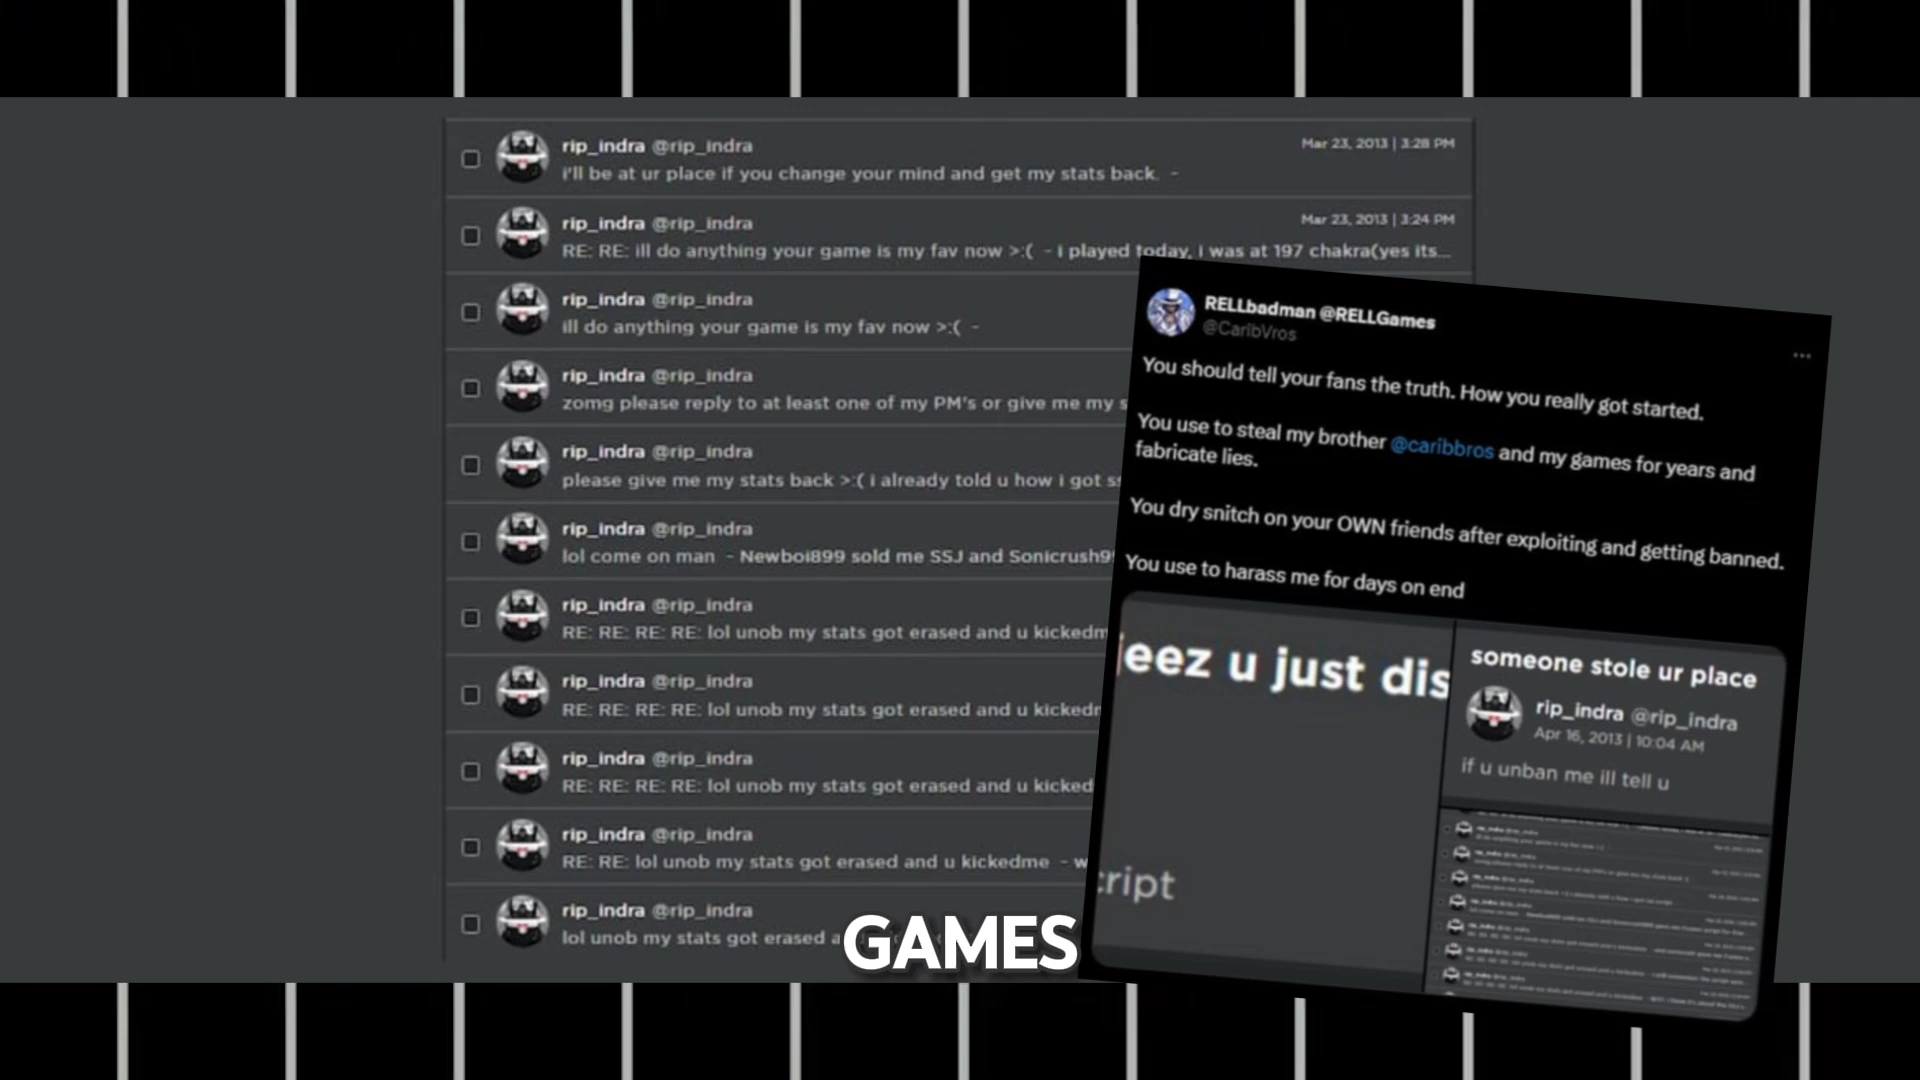 rip_indra @rip_indra
Mar 23, 2013 | 3:28 PM
i'll be at ur place if you change your mind and get my stats back. -
rip_indra @rip_indra
Mar 23, 2013 | 3:24 PM
RE: RE: ill do anything your game is my fav now >:( - i played today, i was at 197 chakra(yes its...
rip_indra @rip_indra
ill do anything your game is my fav now >:( -
rip_indra @rip_indra
zomg please reply to at least one of my PM's or give me my s
rip_indra @rip_indra
please give me my stats back >:( i already told u how i got s
rip_indra @rip_indra
lol come on man - Newboi899 sold me SSJ and Sonicrush9
rip_indra @rip_indra
RE: RE: RE: RE: lol unob my stats got erased and u kickedm
rip_indra @rip_indra
RE: RE: RE: RE: lol unob my stats got erased and u kicked
rip_indra @rip_indra
RE: RE: RE: RE: lol unob my stats got erased and u kicked
rip_indra @rip_indra
RE: RE: lol unob my stats got erased and u kickedme - w
rip_indra @rip_indra
lol unob my stats got erased a
GAMES
RELLbadman @RELLGames
@CaribVros
You should tell your fans the truth. How you really got started.
You use to steal my brother @caribbros and my games for years and
fabricate lies.
You dry snitch on your OWN friends after exploiting and getting banned.
You use to harass me for days on end
jeez u just dis
cript
someone stole ur place
rip_indra @rip_indra
Apr 16, 2013 | 10:04 AM
if u unban me ill tell u